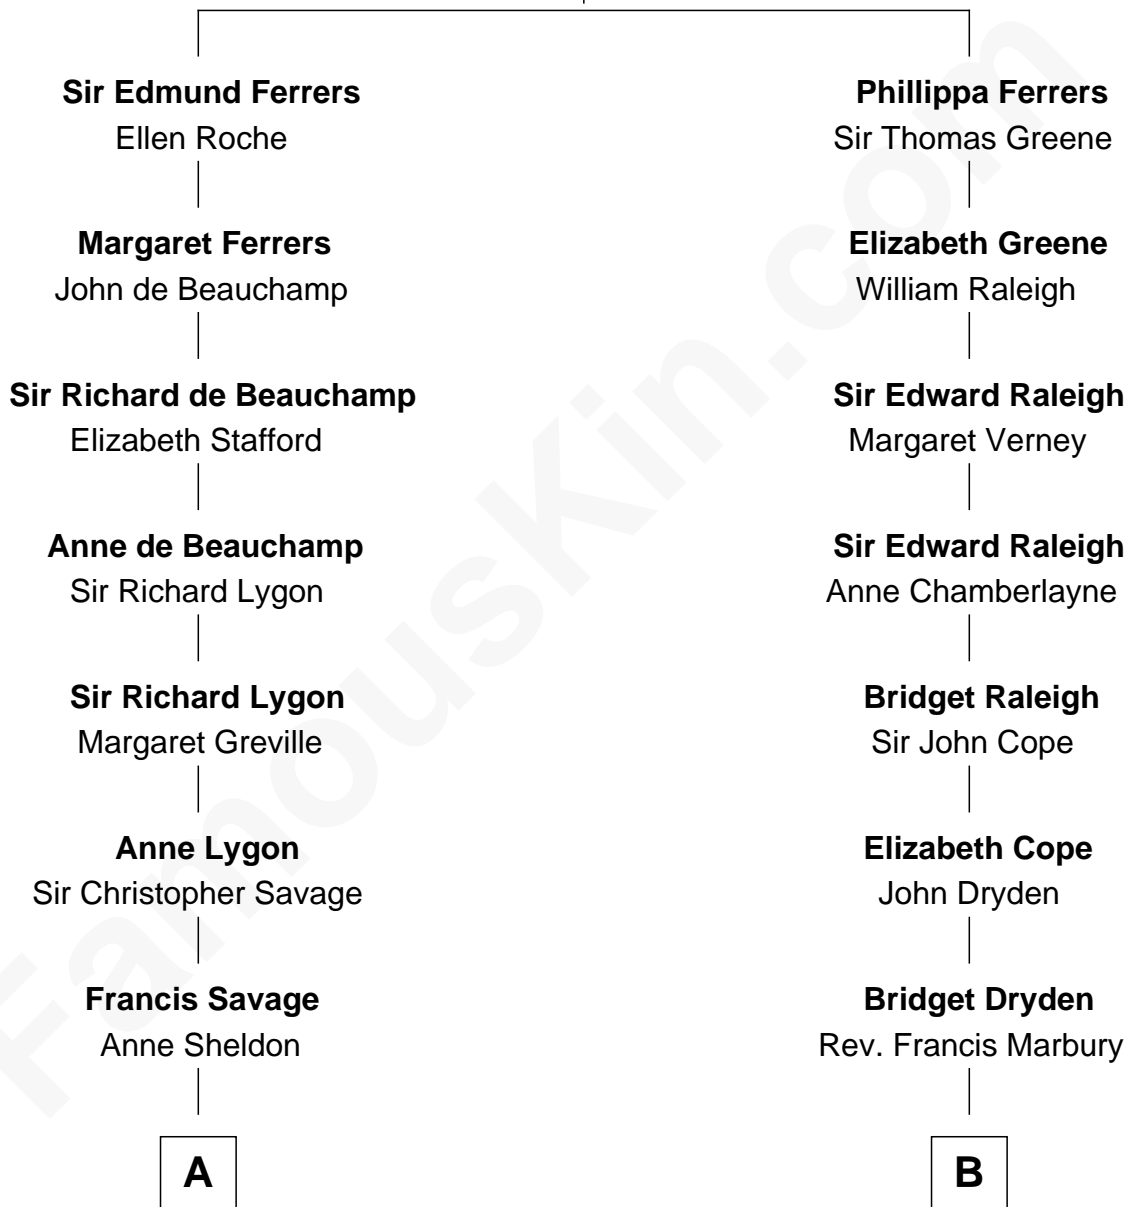 Sir Edmund Ferrers
Ellen Roche
Margaret Ferrers
John de Beauchamp
Sir Richard de Beauchamp
Elizabeth Stafford
Anne de Beauchamp
Sir Richard Lygon
Sir Richard Lygon
Margaret Greville
Anne Lygon
Sir Christopher Savage
Francis Savage
Anne Sheldon
A
Phillippa Ferrers
Sir Thomas Greene
Elizabeth Greene
William Raleigh
Sir Edward Raleigh
Margaret Verney
Sir Edward Raleigh
Anne Chamberlayne
Bridget Raleigh
Sir John Cope
Elizabeth Cope
John Dryden
Bridget Dryden
Rev. Francis Marbury
B
FamousKin.com